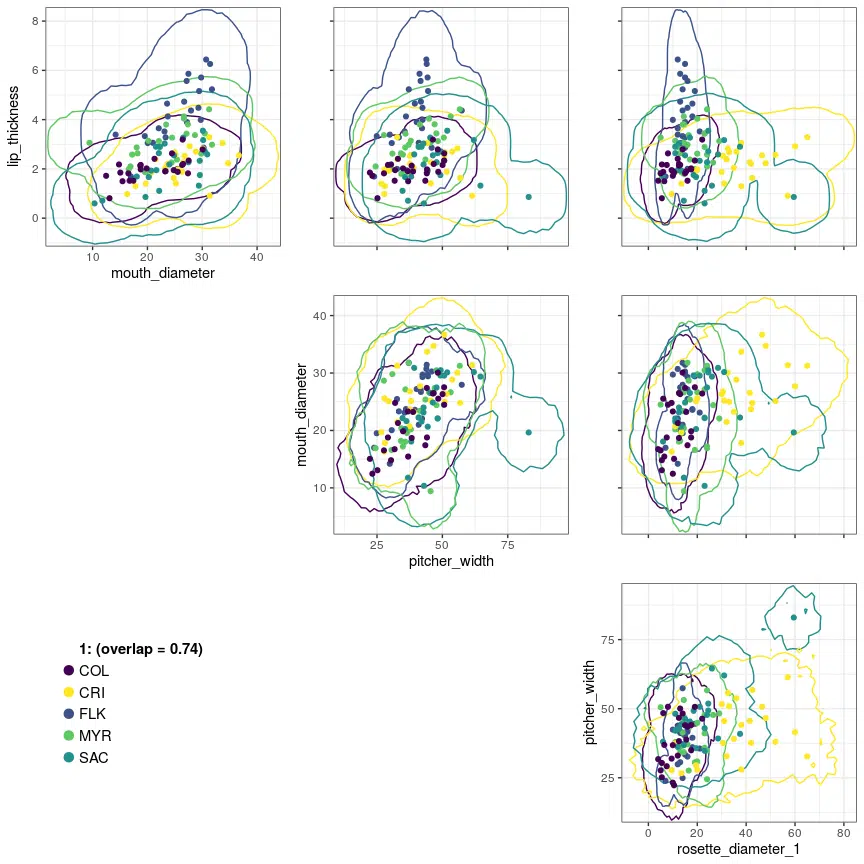 8
6
4
2
0
lip_thickness
10 20 30 40
mouth_diameter
40
30
20
10
mouth_diameter
25 50 75
pitcher_width
1: (overlap = 0.74)
COL
CRI
FLK
MYR
SAC
75
50
25
pitcher_width
0 20 40 60 80
rosette_diameter_1